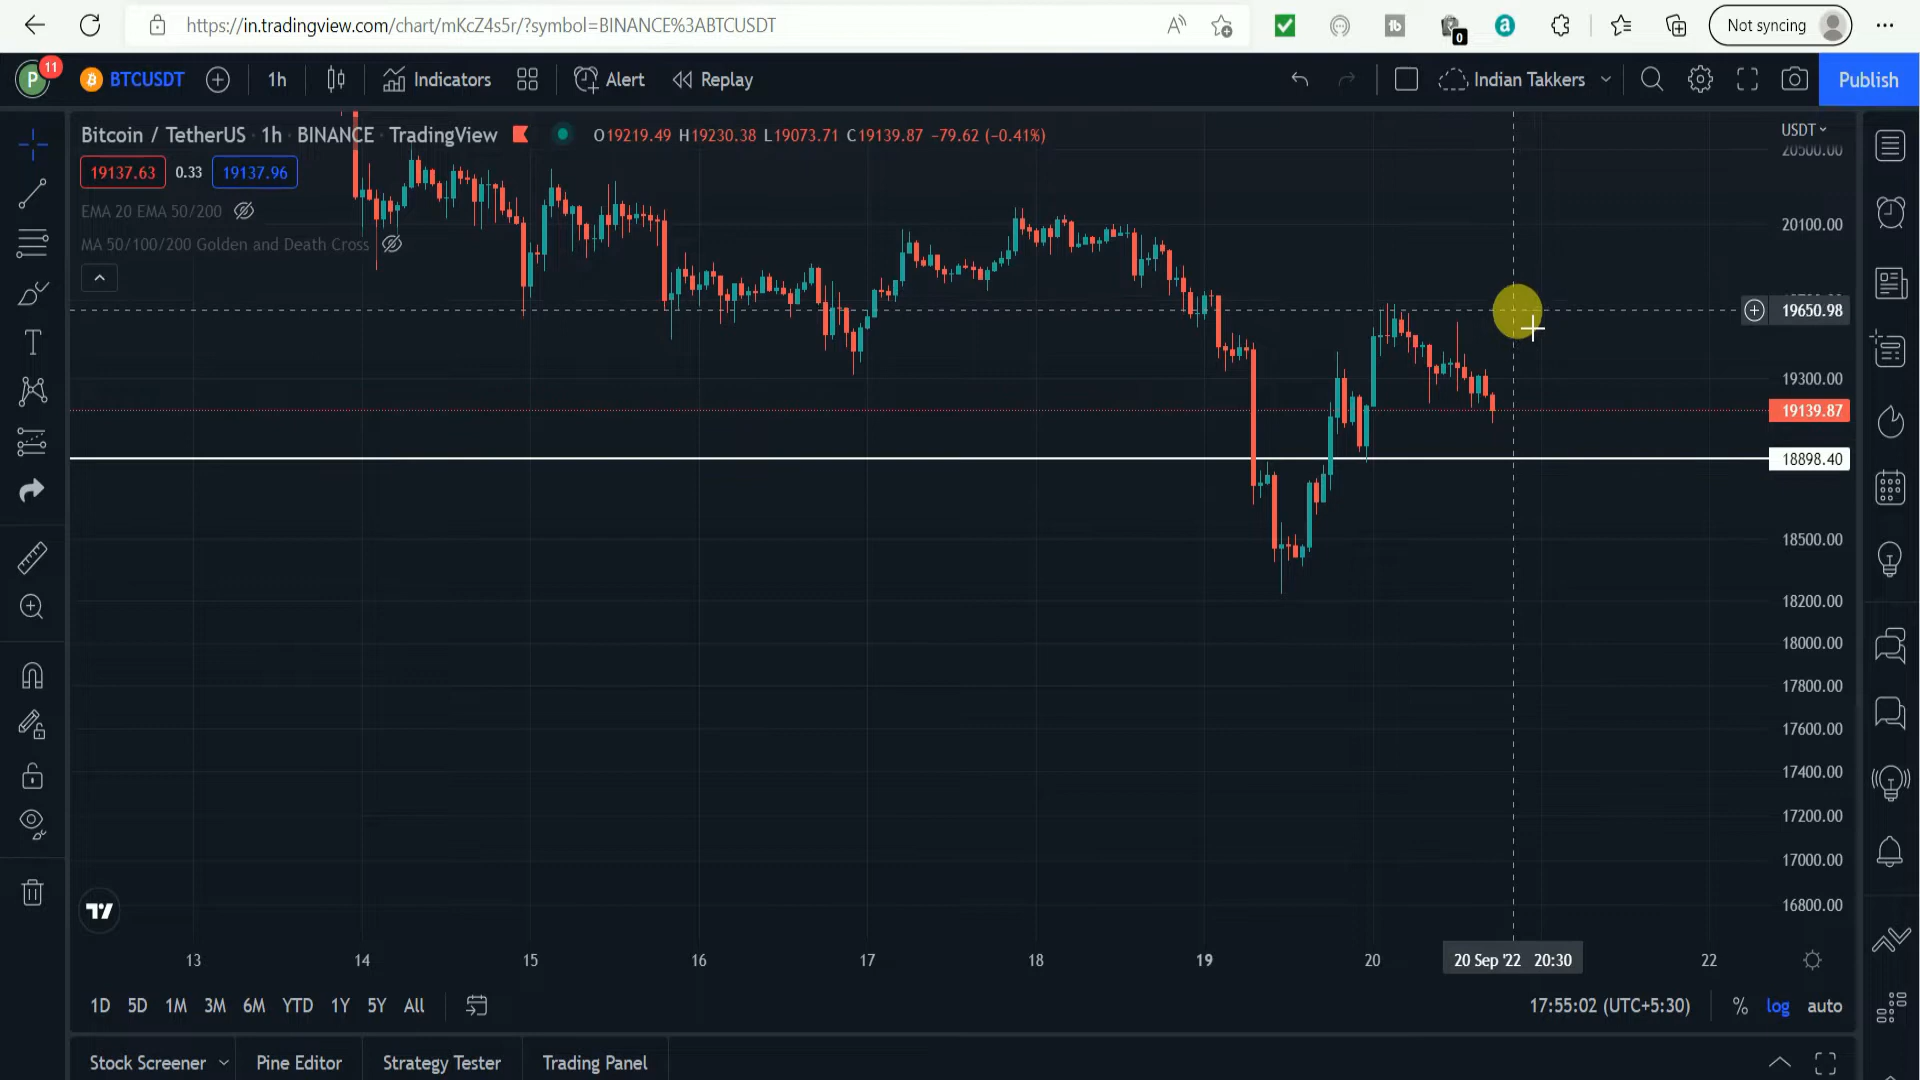 https://in.tradingview.com/chart/mKcZ4s5r/?symbol=BINANCE%3ABTCUSDT
A
1b
0
a
Not syncing
P
11
BTCUSDT
1h
Indicators
Alert
Replay
Indian Takkers
Publish
Bitcoin / TetherUS · 1h · BINANCE · TradingView
O19219.49 H19230.38 L19073.71 C19139.87 −79.62 (−0.41%)
19137.63
0.33
19137.96
EMA 20 EMA 50/200
MA 50/100/200 Golden and Death Cross
USDT
20500.00
20100.00
19650.98
19300.00
19139.87
18898.40
18500.00
18200.00
18000.00
17800.00
17600.00
17400.00
17200.00
17000.00
16800.00
13
14
15
16
17
18
19
20
20 Sep '22 20:30
22
1D
5D
1M
3M
6M
YTD
1Y
5Y
All
17:55:02 (UTC+5:30)
%
log
auto
Stock Screener
Pine Editor
Strategy Tester
Trading Panel